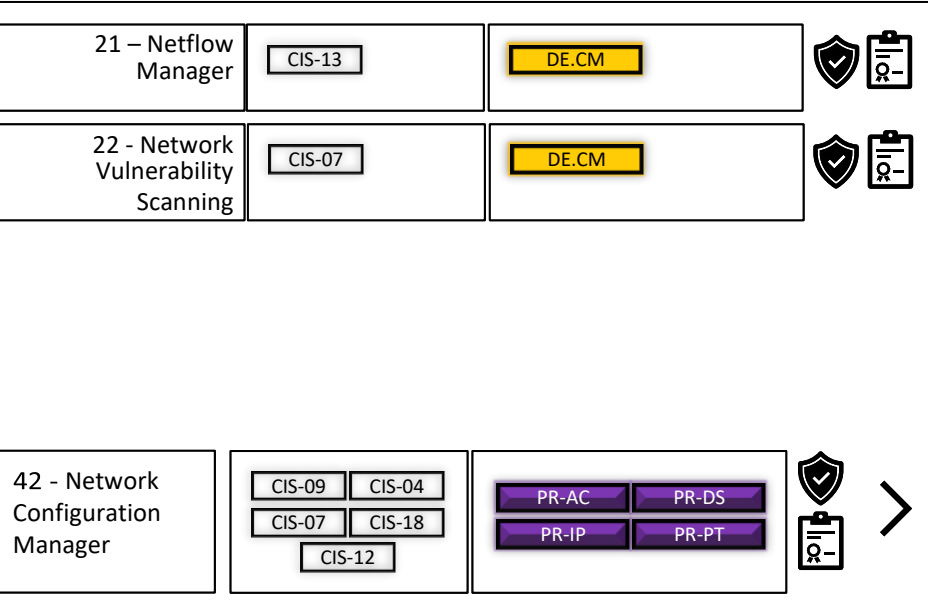 21 – Netflow
Manager
CIS-13
DE.CM
22 - Network
Vulnerability
Scanning
CIS-07
DE.CM
42 - Network
Configuration
Manager
CIS-09 CIS-04
CIS-07 CIS-18
CIS-12
PR-AC PR-DS
PR-IP PR-PT